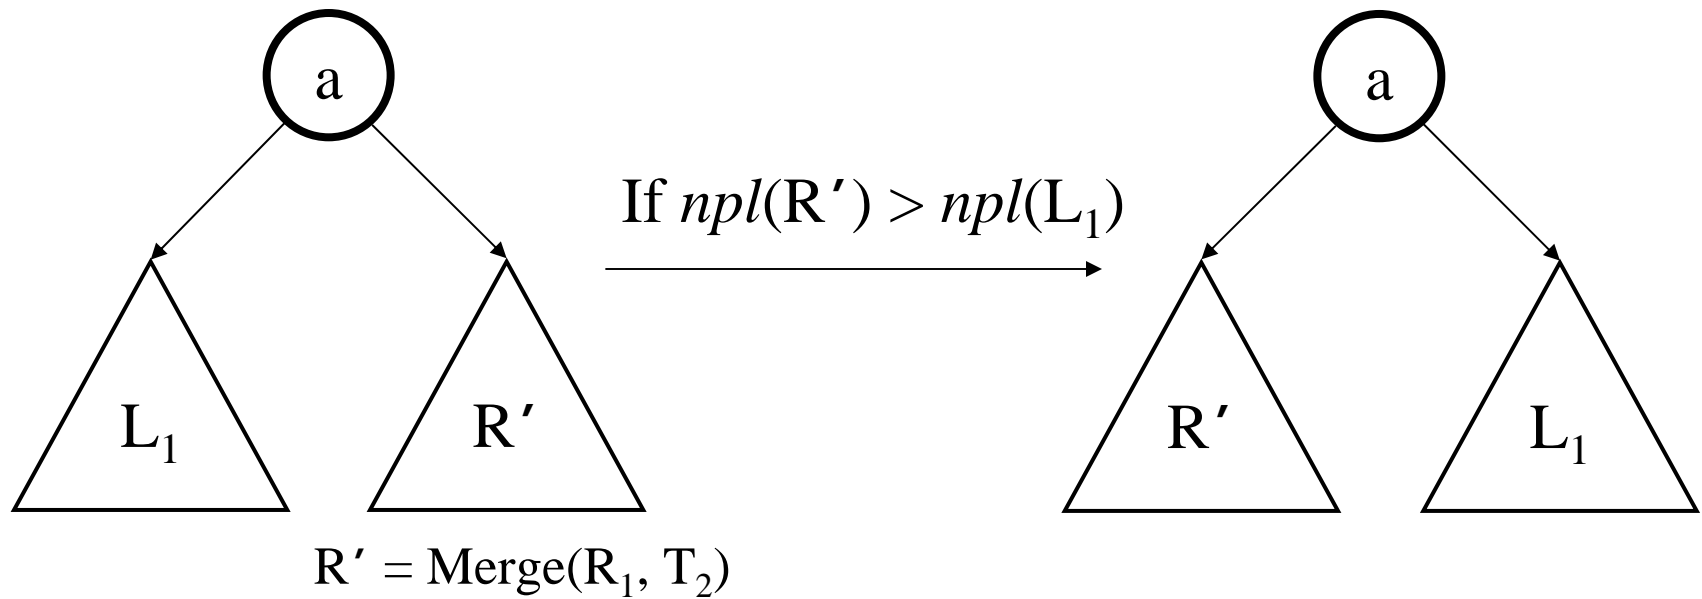 a
a
If npl(R′) > npl(L₁)
L₁
R′
R′
L₁
R′ = Merge(R₁, T₂)